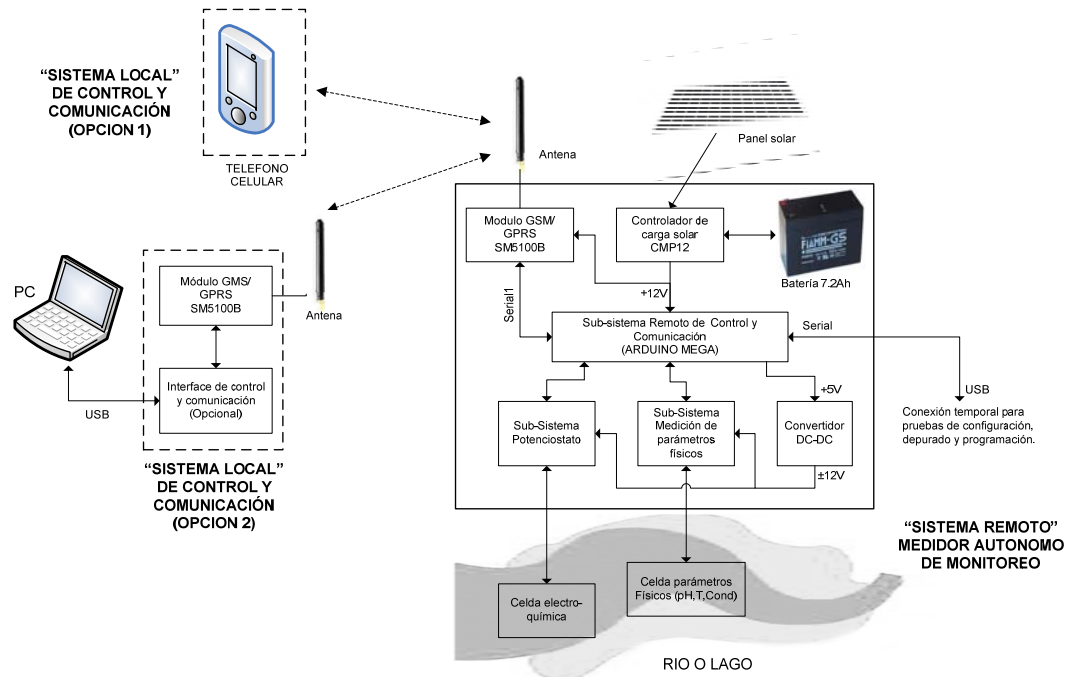 “SISTEMA LOCAL”
DE CONTROL Y
COMUNICACIÓN
(OPCION 1)
TELEFONO
CELULAR
Antena
Panel solar
Modulo GSM/
GPRS
SM5100B
Controlador de
carga solar
CMP12
FIAMM-GS
Batería 7.2Ah
+12V
Serial1
Sub-sistema Remoto de Control y
Comunicación
(ARDUINO MEGA)
Serial
USB
Conexión temporal para
pruebas de configuración,
depurado y programación.
+5V
Sub-Sistema
Potenciostato
Sub-Sistema
Medición de
parámetros
físicos
Convertidor
DC-DC
±12V
PC
Módulo GMS/
GPRS
SM5100B
Antena
Interface de control
y comunicación
(Opcional)
USB
“SISTEMA LOCAL”
DE CONTROL Y
COMUNICACIÓN
(OPCION 2)
“SISTEMA REMOTO”
MEDIDOR AUTONOMO
DE MONITOREO
Celda electro-
química
Celda parámetros
Físicos (pH,T,Cond)
RIO O LAGO